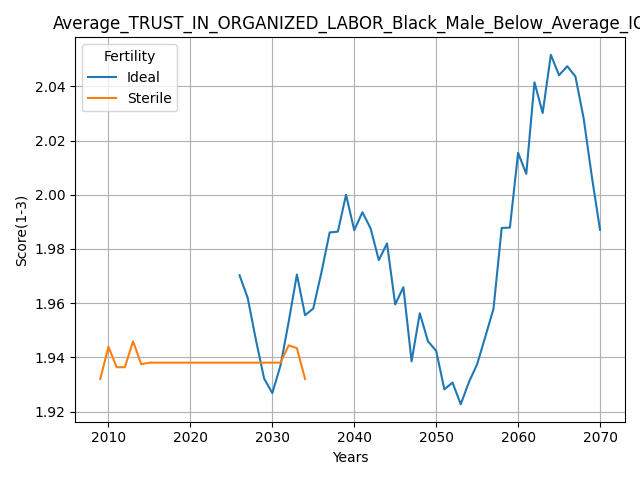 Average_TRUST_IN_ORGANIZED_LABOR_Black_Male_Below_Average_IQ
Fertility
Ideal
Sterile
2.04
2.02
2.00
1.98
1.96
1.94
1.92
Score(1-3)
2010 2020 2030 2040 2050 2060 2070
Years